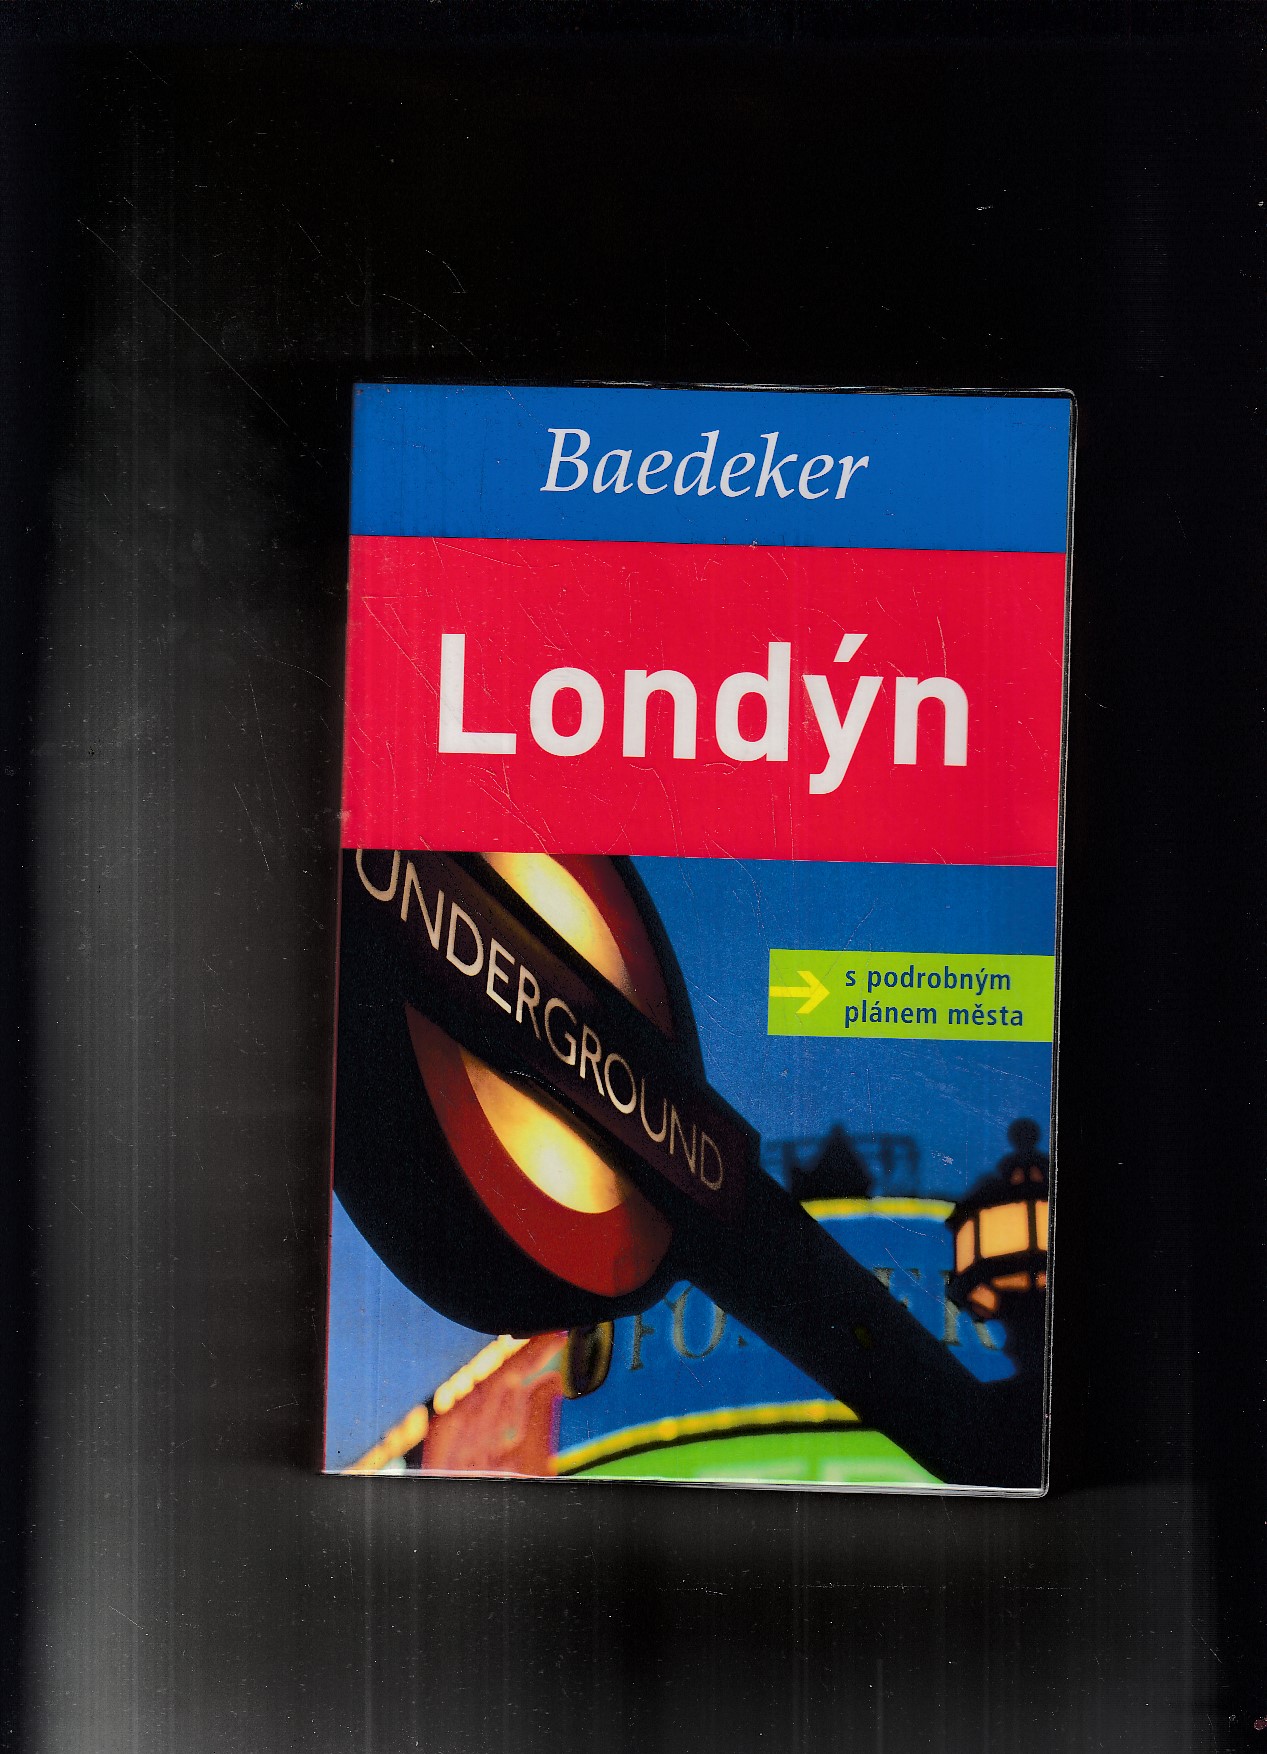 Baedeker
Londýn
UNDERGROUND
s podrobným
plánem města